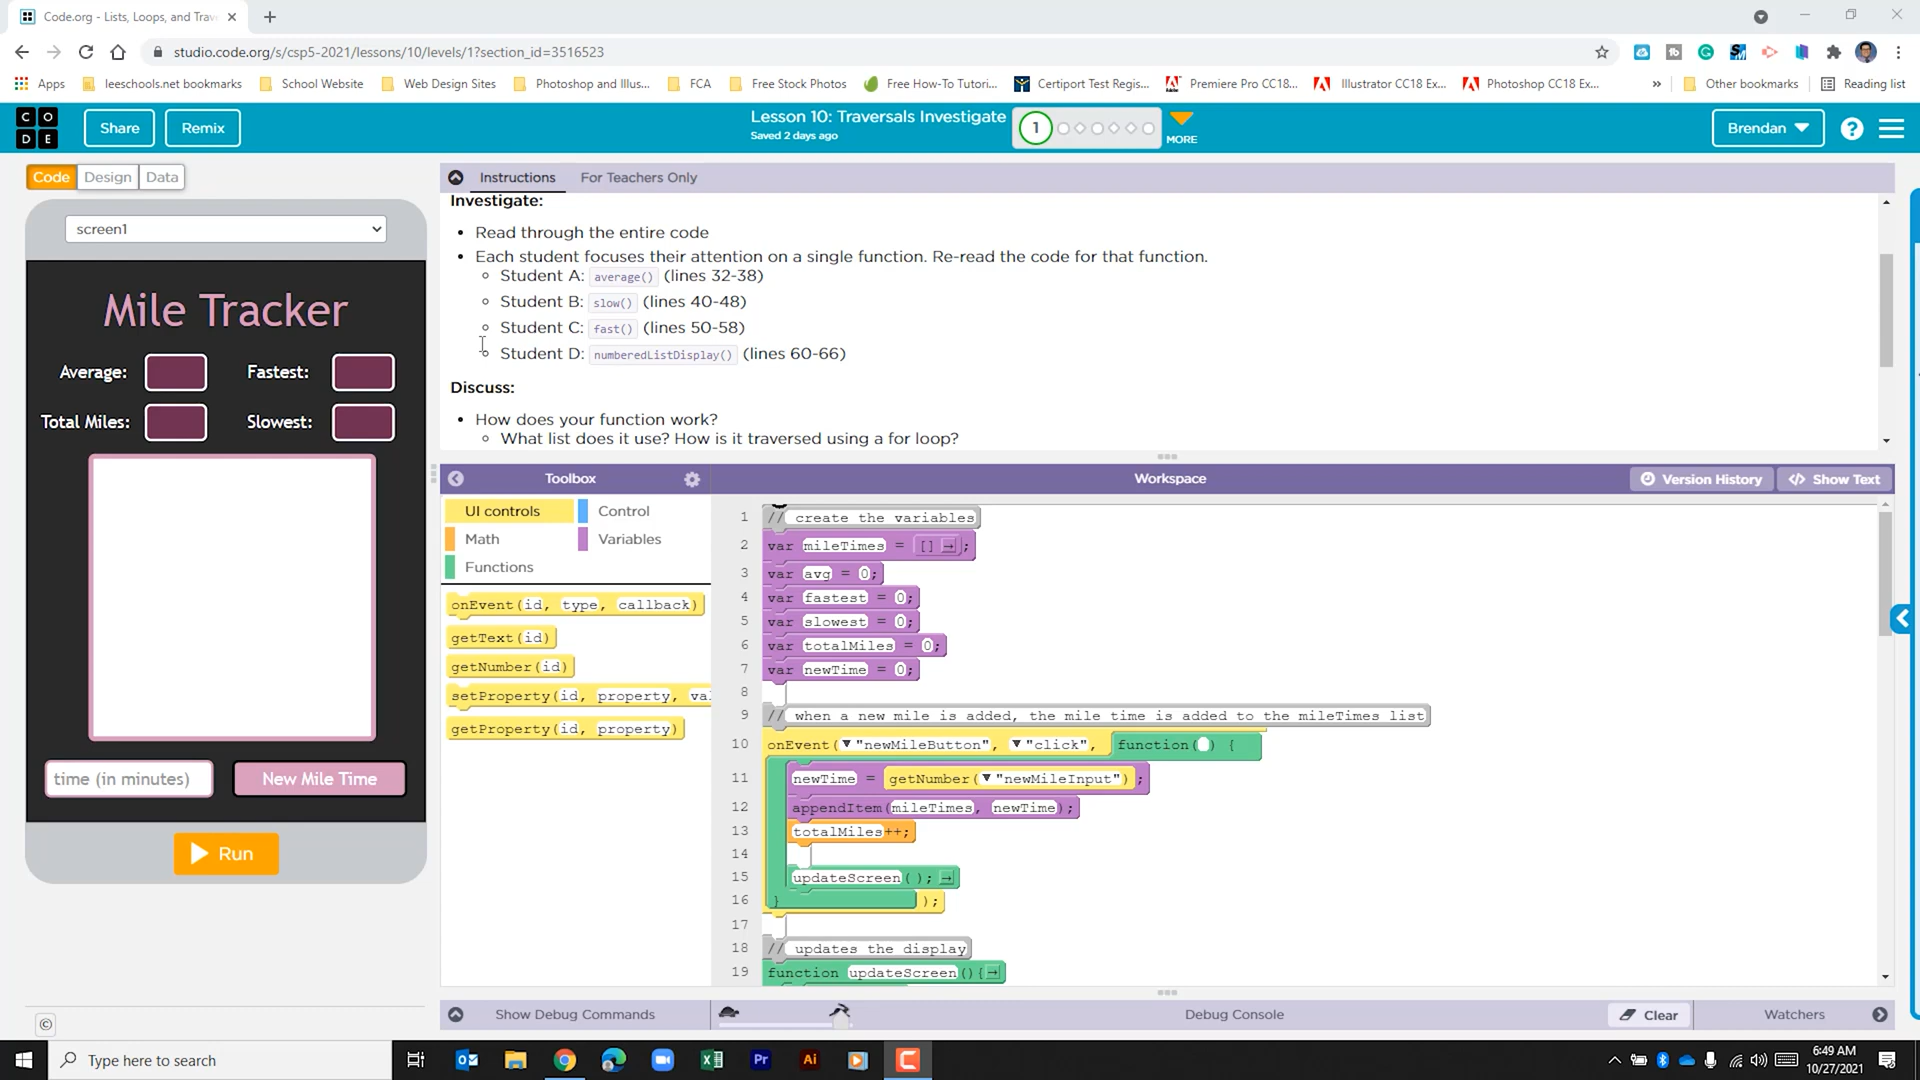 Code.org - Lists, Loops, and Trav
studio.code.org/s/csp5-2021/lessons/10/levels/1?section_id=3516523
Apps
leeschools.net bookmarks
School Website
Web Design Sites
Photoshop and Illus...
FCA
Free Stock Photos
Free How-To Tutori...
Certiport Test Regis...
Premiere Pro CC18...
Illustrator CC18 Ex...
Photoshop CC18 Ex...
»
Other bookmarks
Reading list
CODE
Share
Remix
Lesson 10: Traversals Investigate
Saved 2 days ago
1
MORE
Brendan
?
Code
Design
Data
Instructions
For Teachers Only
screen1
Mile Tracker
Average:
Fastest:
Total Miles:
Slowest:
time (in minutes)
New Mile Time
Run
Investigate:
• Read through the entire code
• Each student focuses their attention on a single function. Re-read the code for that function.
Student A: average() (lines 32-38)
Student B: slow() (lines 40-48)
Student C: fast() (lines 50-58)
Student D: numberedListDisplay() (lines 60-66)
Discuss:
• How does your function work?
What list does it use? How is it traversed using a for loop?
Toolbox
Workspace
Version History
</> Show Text
UI controls
Control
Math
Variables
Functions
onEvent(id, type, callback)
getText(id)
getNumber(id)
setProperty(id, property, val
getProperty(id, property)
1 // create the variables
2 var mileTimes = [] ;
3 var avg = 0;
4 var fastest = 0;
5 var slowest = 0;
6 var totalMiles = 0;
7 var newTime = 0;
8
9 // when a new mile is added, the mile time is added to the mileTimes list
10 onEvent( "newMileButton", "click", function( ) {
11 newTime = getNumber( "newMileInput") ;
12 appendItem(mileTimes, newTime);
13 totalMiles++;
14
15 updateScreen( );
16 } );
17
18 // updates the display
19 function updateScreen(){
Show Debug Commands
Debug Console
Clear
Watchers
©
Type here to search
6:49 AM
10/27/2021